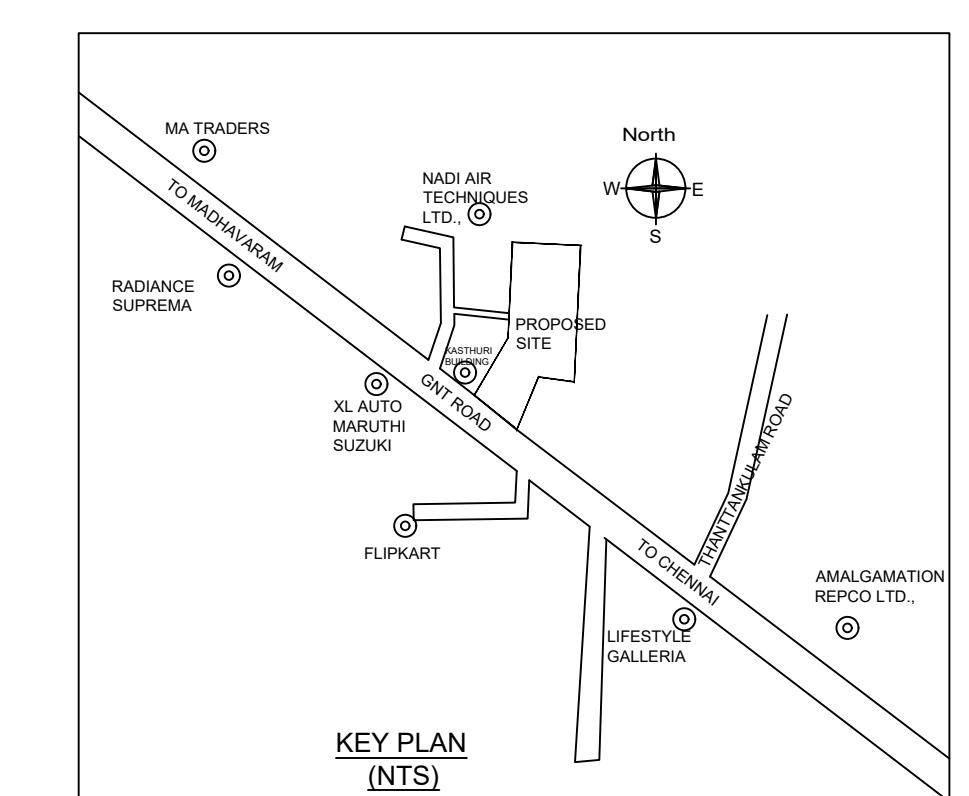 MA TRADERS
North
W
E
S
TO MADHAVARAM
NADI AIR
TECHNIQUES
LTD.,
RADIANCE
SUPREMA
PROPOSED
SITE
KASTHURI
BUILDING
GNT ROAD
XL AUTO
MARUTHI
SUZUKI
THANTTANKULAM ROAD
FLIPKART
TO CHENNAI
AMALGAMATION
REPCO LTD.,
LIFESTYLE
GALLERIA
KEY PLAN
(NTS)